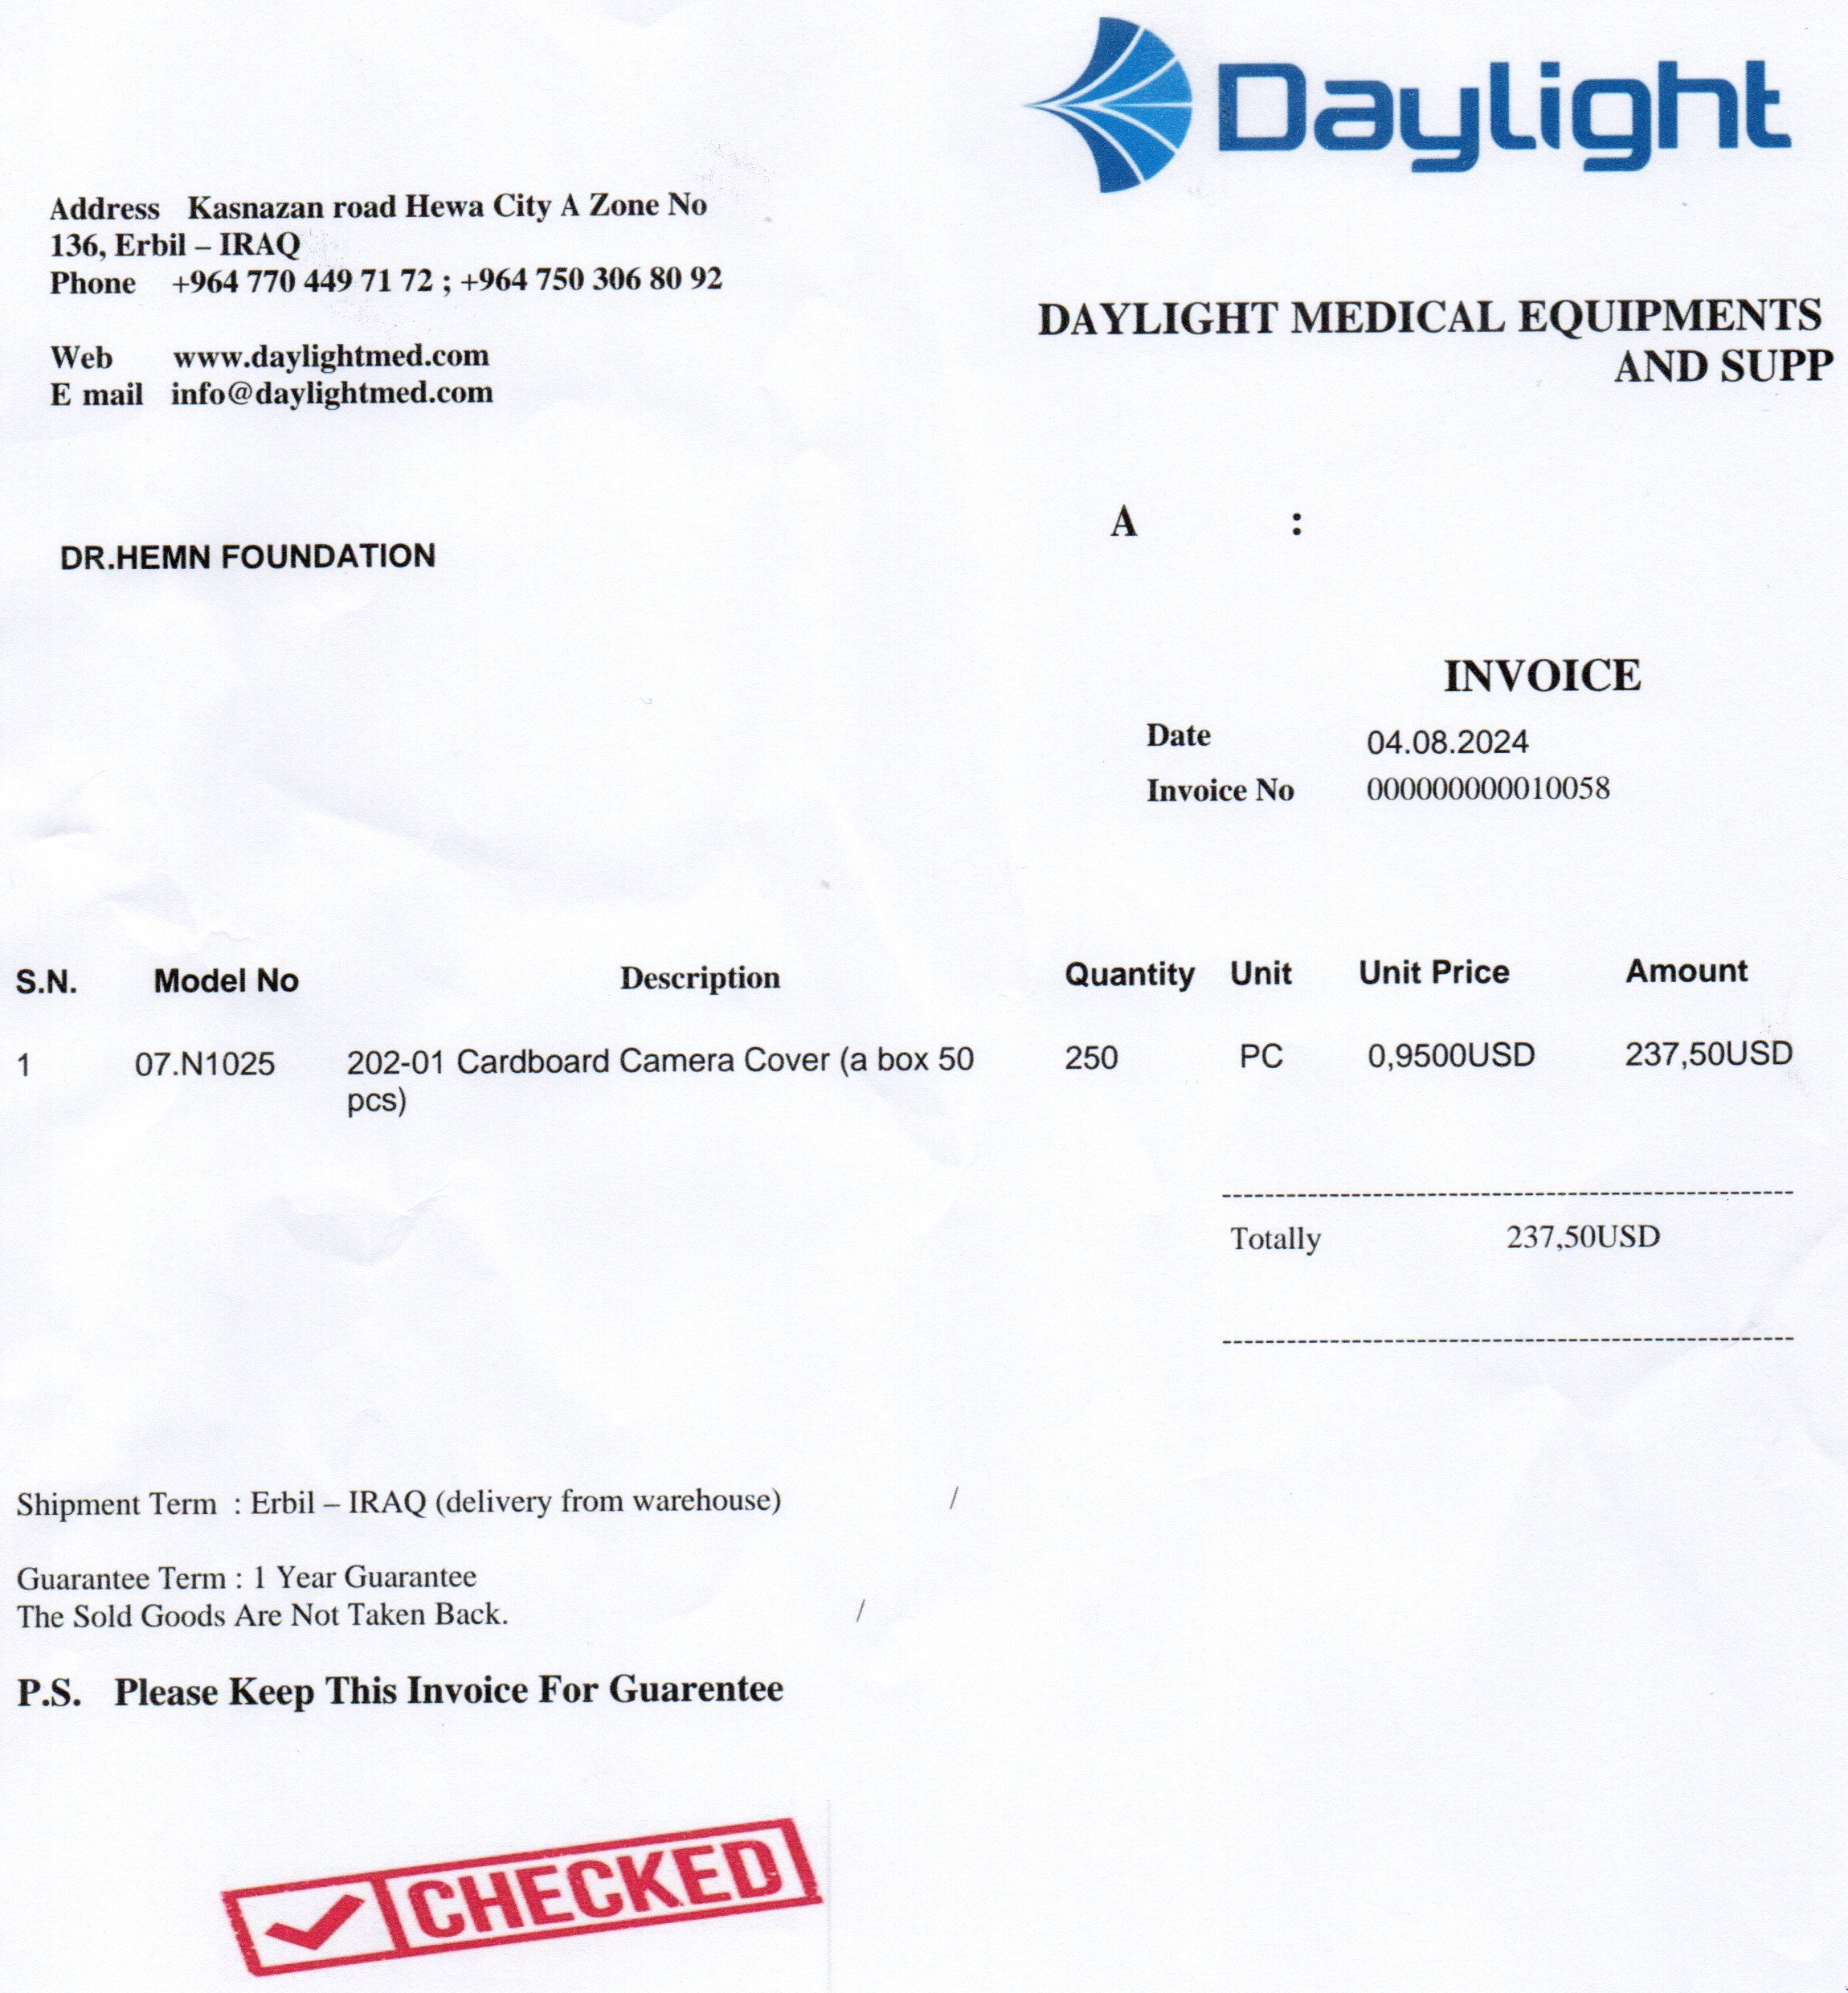 Daylight
Address Kasnazan road Hewa City A Zone No
136, Erbil – IRAQ
Phone +964 770 449 71 72 ; +964 750 306 80 92
Web www.daylightmed.com
E mail info@daylightmed.com
DAYLIGHT MEDICAL EQUIPMENTS
AND SUPP
A :
DR.HEMN FOUNDATION
INVOICE
Date 04.08.2024
Invoice No 000000000010058
S.N. Model No Description Quantity Unit Unit Price Amount
1 07.N1025 202-01 Cardboard Camera Cover (a box 50 250 PC 0,9500USD 237,50USD
pcs)
Totally 237,50USD
Shipment Term : Erbil – IRAQ (delivery from warehouse) /
Guarantee Term : 1 Year Guarantee
The Sold Goods Are Not Taken Back. /
P.S. Please Keep This Invoice For Guarentee
CHECKED